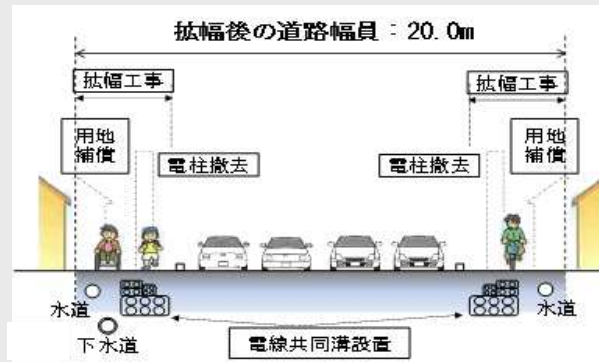 拡幅後の道路幅員：20.0m
拡幅工事
拡幅工事
用地
補償
電柱撤去
電柱撤去
用地
補償
水道
水道
下水道
電線共同溝設置